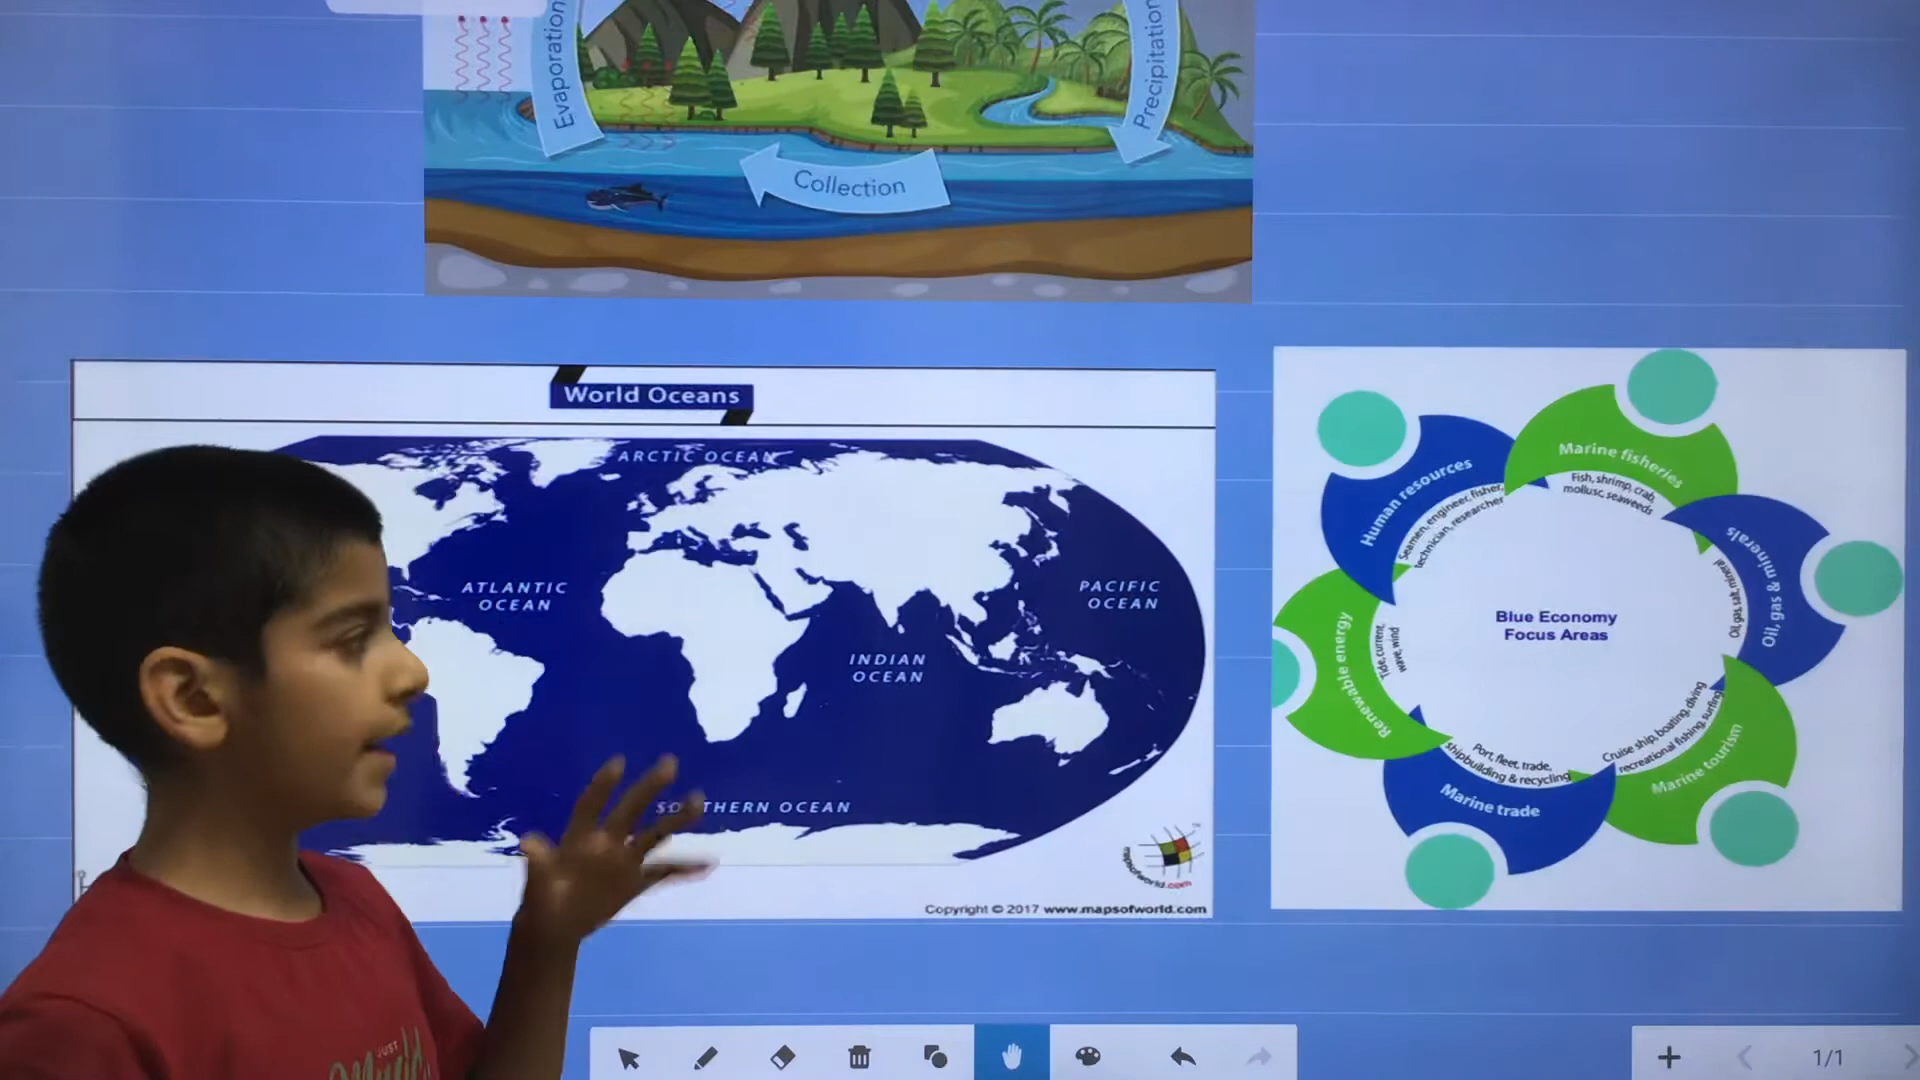 Evaporation
Precipitation
Collection
World Oceans
ARCTIC OCEAN
ATLANTIC
OCEAN
PACIFIC
OCEAN
INDIAN
OCEAN
SOUTHERN OCEAN
mapsofworld.com
Copyright © 2017 www.mapsofworld.com
Marine fisheries
Fish, shrimp, crab,
mollusc, seaweeds
Human resources
Seamen, engineer, fisher,
technician, researcher
Oil, gas & minerals
Oil, gas, salt, mineral
Blue Economy
Focus Areas
Renewable energy
Tide, current,
wave, wind
Cruise ship, boating, diving
recreational fishing, surfing
Marine tourism
Port, fleet, trade,
shipbuilding & recycling
Marine trade
JUST
1/1